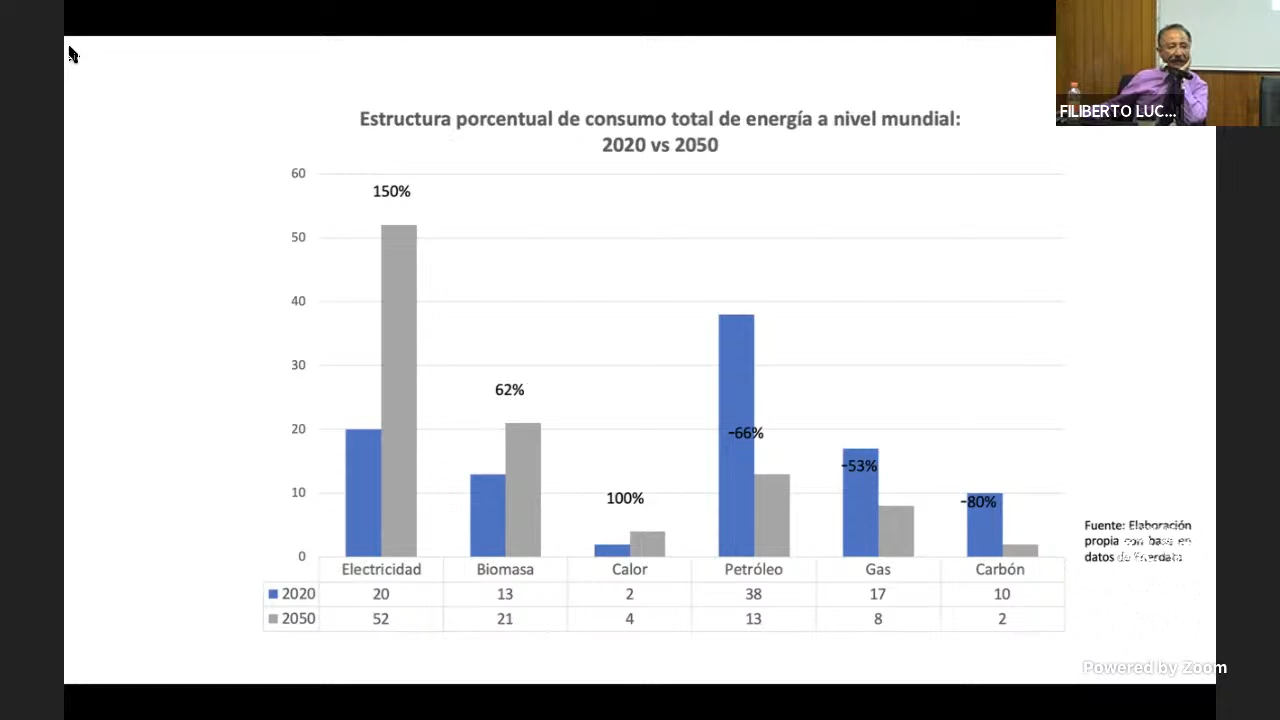 FILIBERTO LUC...
Estructura porcentual de consumo total de energía a nivel mundial:
2020 vs 2050
60
50
40
30
20
10
0
150%
62%
100%
-66%
-53%
-80%
Electricidad Biomasa Calor Petróleo Gas Carbón
2020 20 13 2 38 17 10
2050 52 21 4 13 8 2
Fuente: Elaboración
propia con base en
datos de
Powered by Zoom